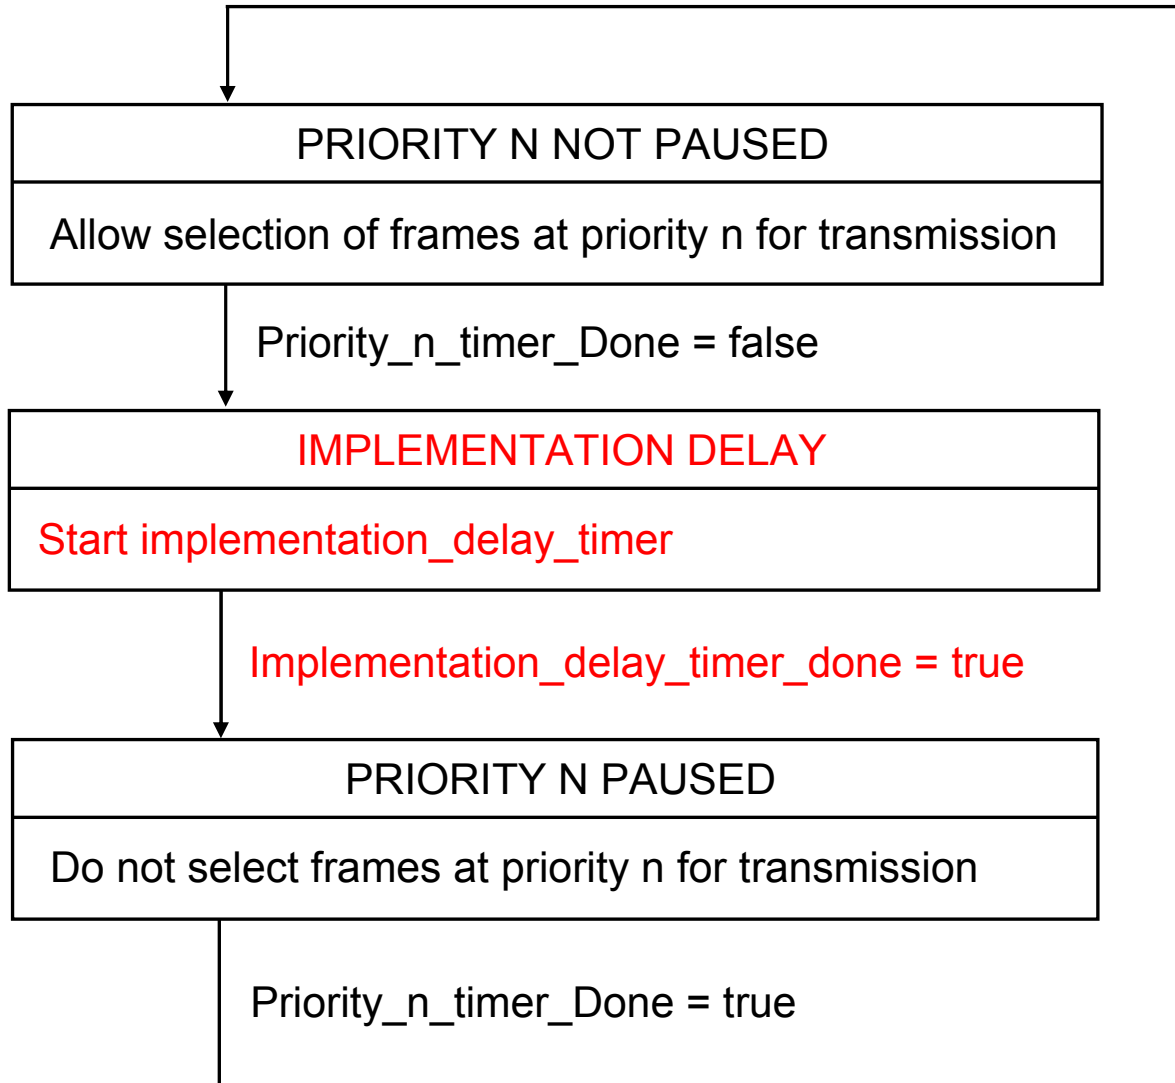 PRIORITY N NOT PAUSED
Allow selection of frames at priority n for transmission
Priority_n_timer_Done = false
IMPLEMENTATION DELAY
Start implementation_delay_timer
Implementation_delay_timer_done = true
PRIORITY N PAUSED
Do not select frames at priority n for transmission
Priority_n_timer_Done = true